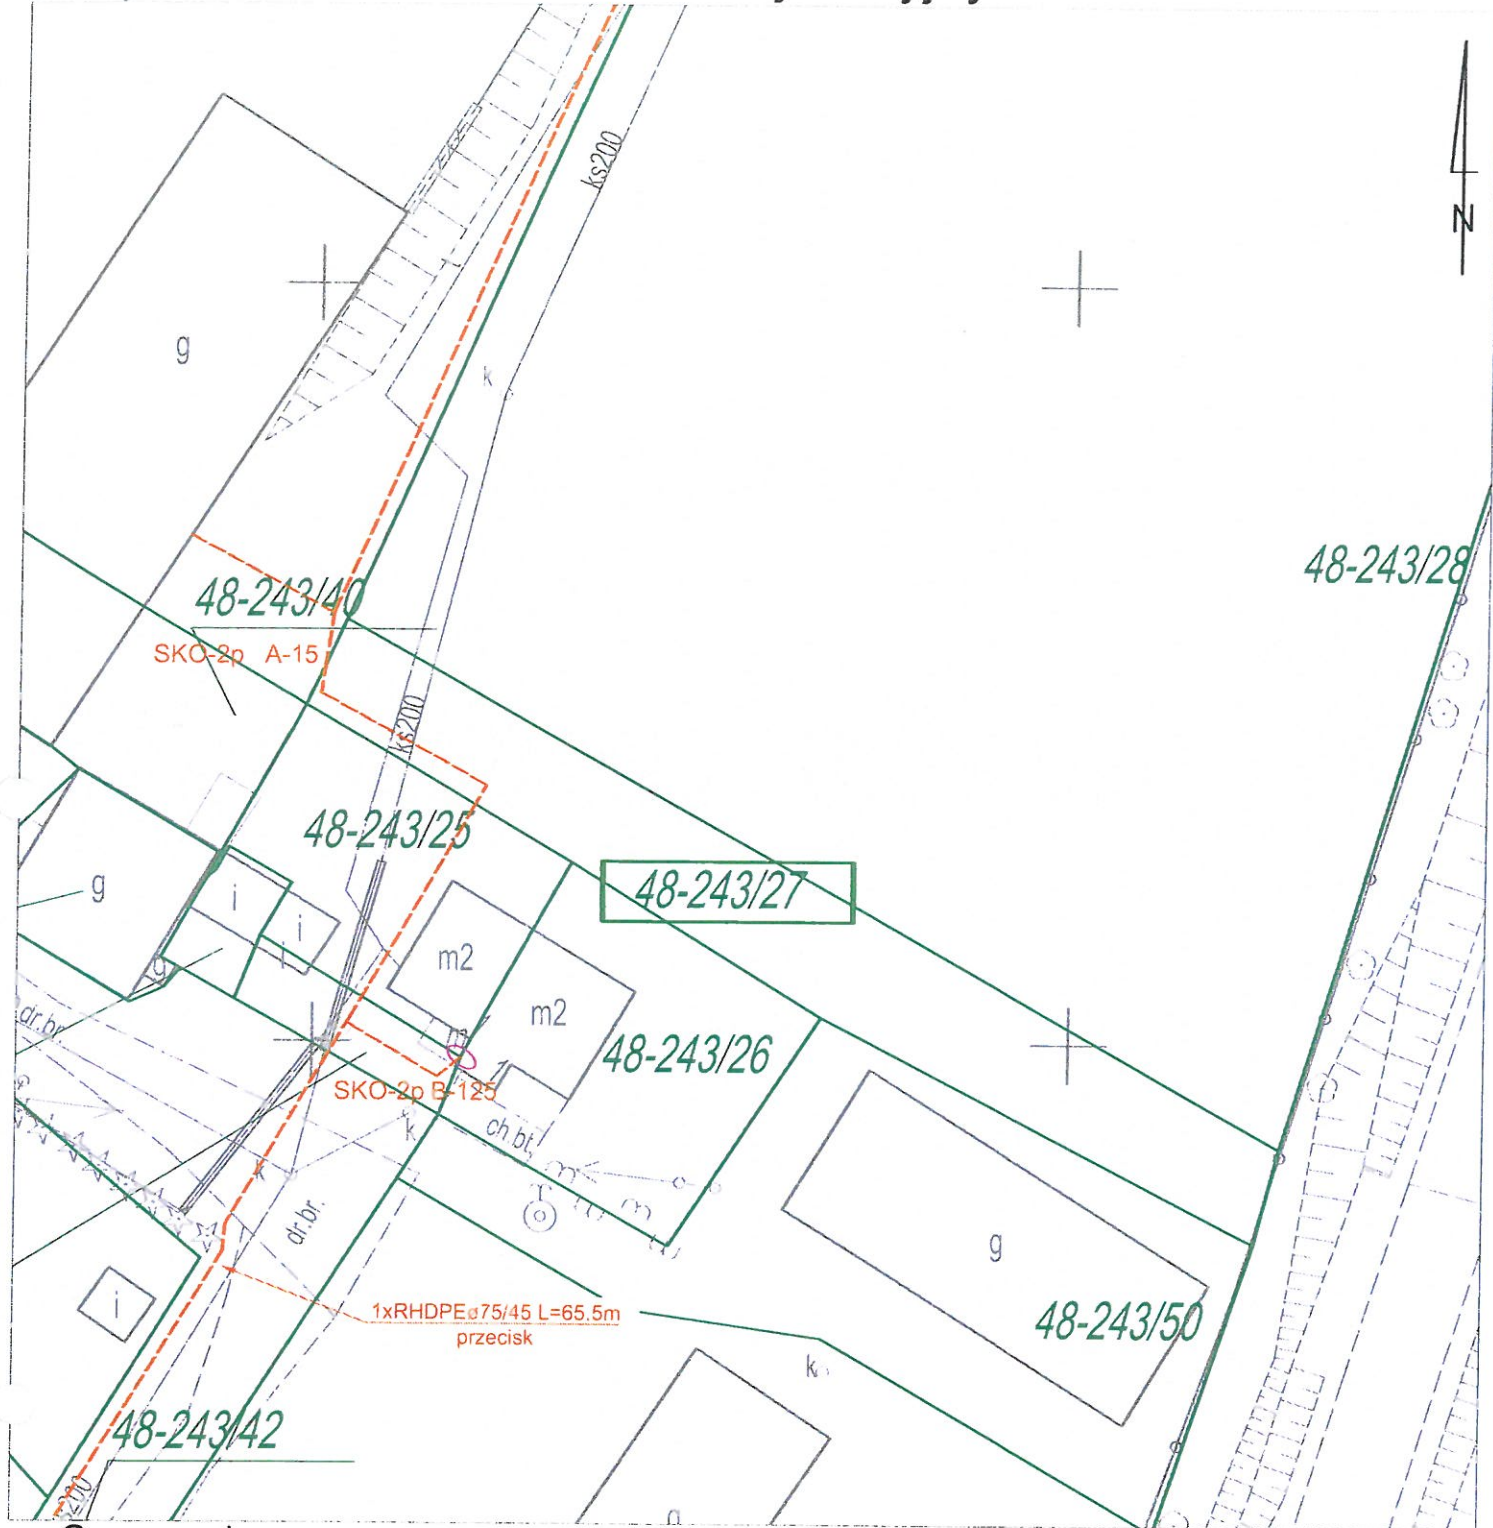 N
ks200
g
k
48-243/28
48-243/40
SKO-2p A-15
ks200
48-243/25
g
i
i
i
g
48-243/27
m2
m2
dr.br.
48-243/26
SKO-2p B-125
k
ch.bt.
k
dr.br.
g
i
1xRHDPEø75/45 L=65.5m
przecisk
48-243/50
k
48-243/42
g